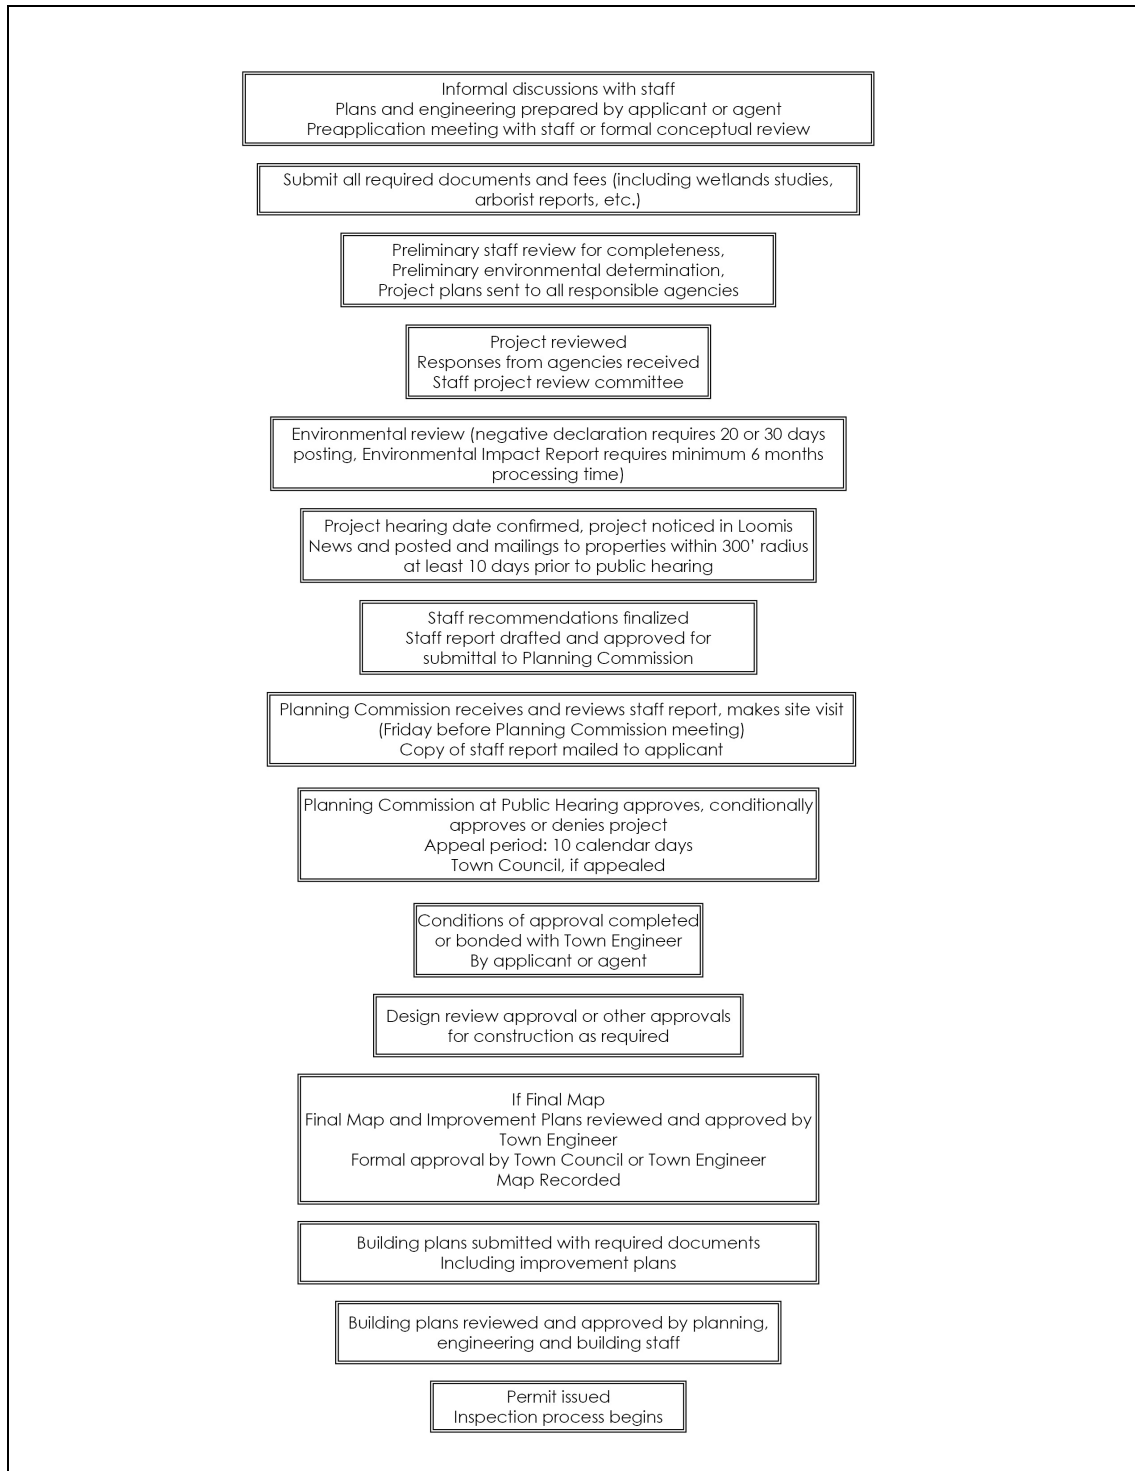 Informal discussions with staff
Plans and engineering prepared by applicant or agent
Preapplication meeting with staff or formal conceptual review
Submit all required documents and fees (including wetlands studies,
arborist reports, etc.)
Preliminary staff review for completeness,
Preliminary environmental determination,
Project plans sent to all responsible agencies
Project reviewed
Responses from agencies received
Staff project review committee
Environmental review (negative declaration requires 20 or 30 days
posting, Environmental Impact Report requires minimum 6 months
processing time)
Project hearing date confirmed, project noticed in Loomis
News and posted and mailings to properties within 300' radius
at least 10 days prior to public hearing
Staff recommendations finalized
Staff report drafted and approved for
submittal to Planning Commission
Planning Commission receives and reviews staff report, makes site visit
(Friday before Planning Commission meeting)
Copy of staff report mailed to applicant
Planning Commission at Public Hearing approves, conditionally
approves or denies project
Appeal period: 10 calendar days
Town Council, if appealed
Conditions of approval completed
or bonded with Town Engineer
By applicant or agent
Design review approval or other approvals
for construction as required
If Final Map
Final Map and Improvement Plans reviewed and approved by
Town Engineer
Formal approval by Town Council or Town Engineer
Map Recorded
Building plans submitted with required documents
Including improvement plans
Building plans reviewed and approved by planning,
engineering and building staff
Permit issued
Inspection process begins